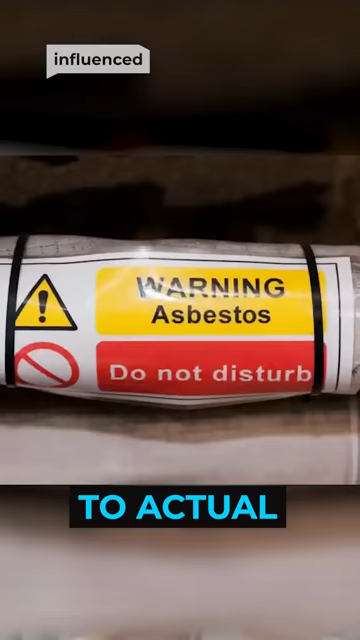 influenced
WARNING
Asbestos
Do not disturb
TO ACTUAL